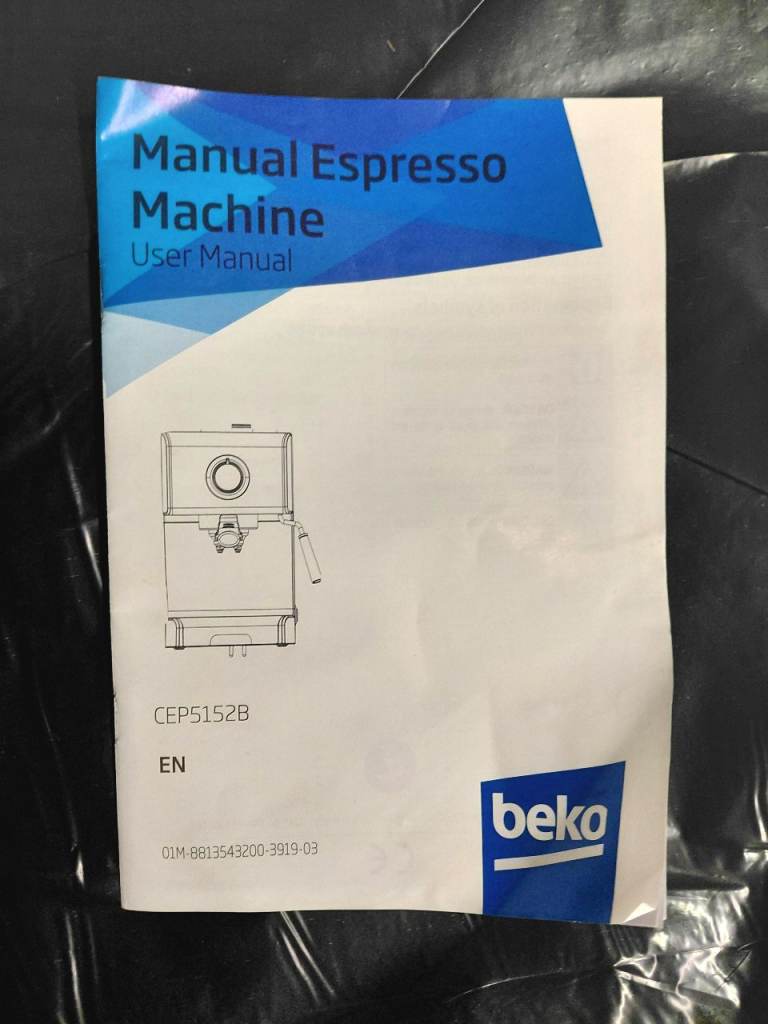 Manual Espresso
Machine
User Manual
CEP5152B
EN
01M-8813543200-3919-03
beko